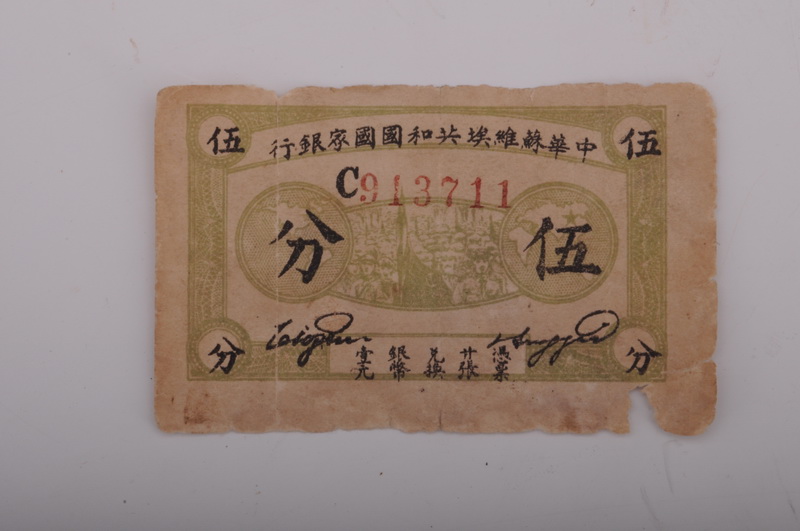 中華蘇維埃共和國國家銀行
伍
伍
C913711
伍分
憑票廿張兌換銀幣壹元
分
分